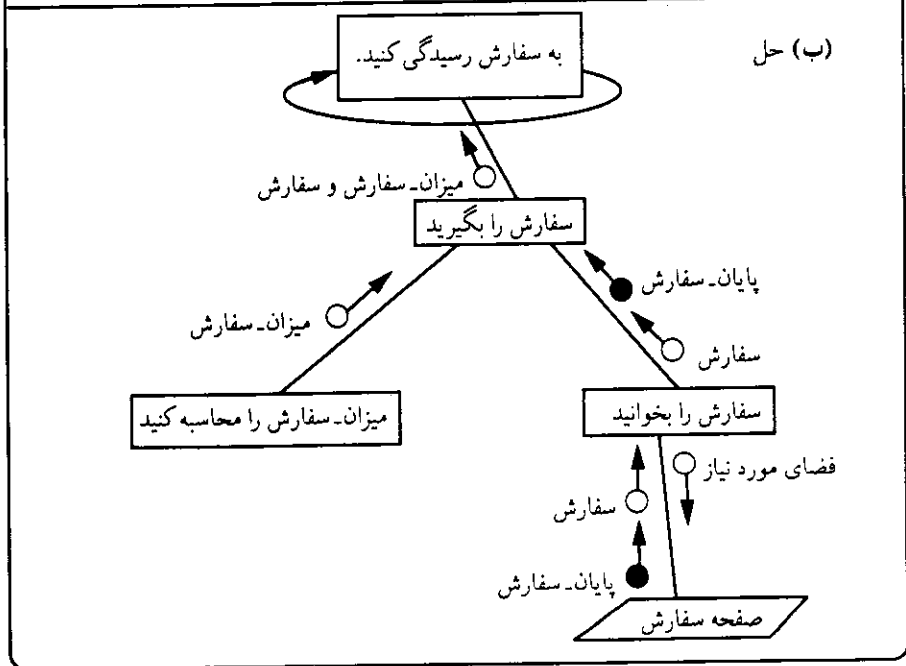 (ب) حل
به سفارش رسیدگی کنید.
میزان-سفارش و سفارش
سفارش را بگیرید
پایان-سفارش
میزان-سفارش
سفارش
میزان-سفارش را محاسبه کنید
سفارش را بخوانید
فضای مورد نیاز
سفارش
پایان-سفارش
صفحه سفارش